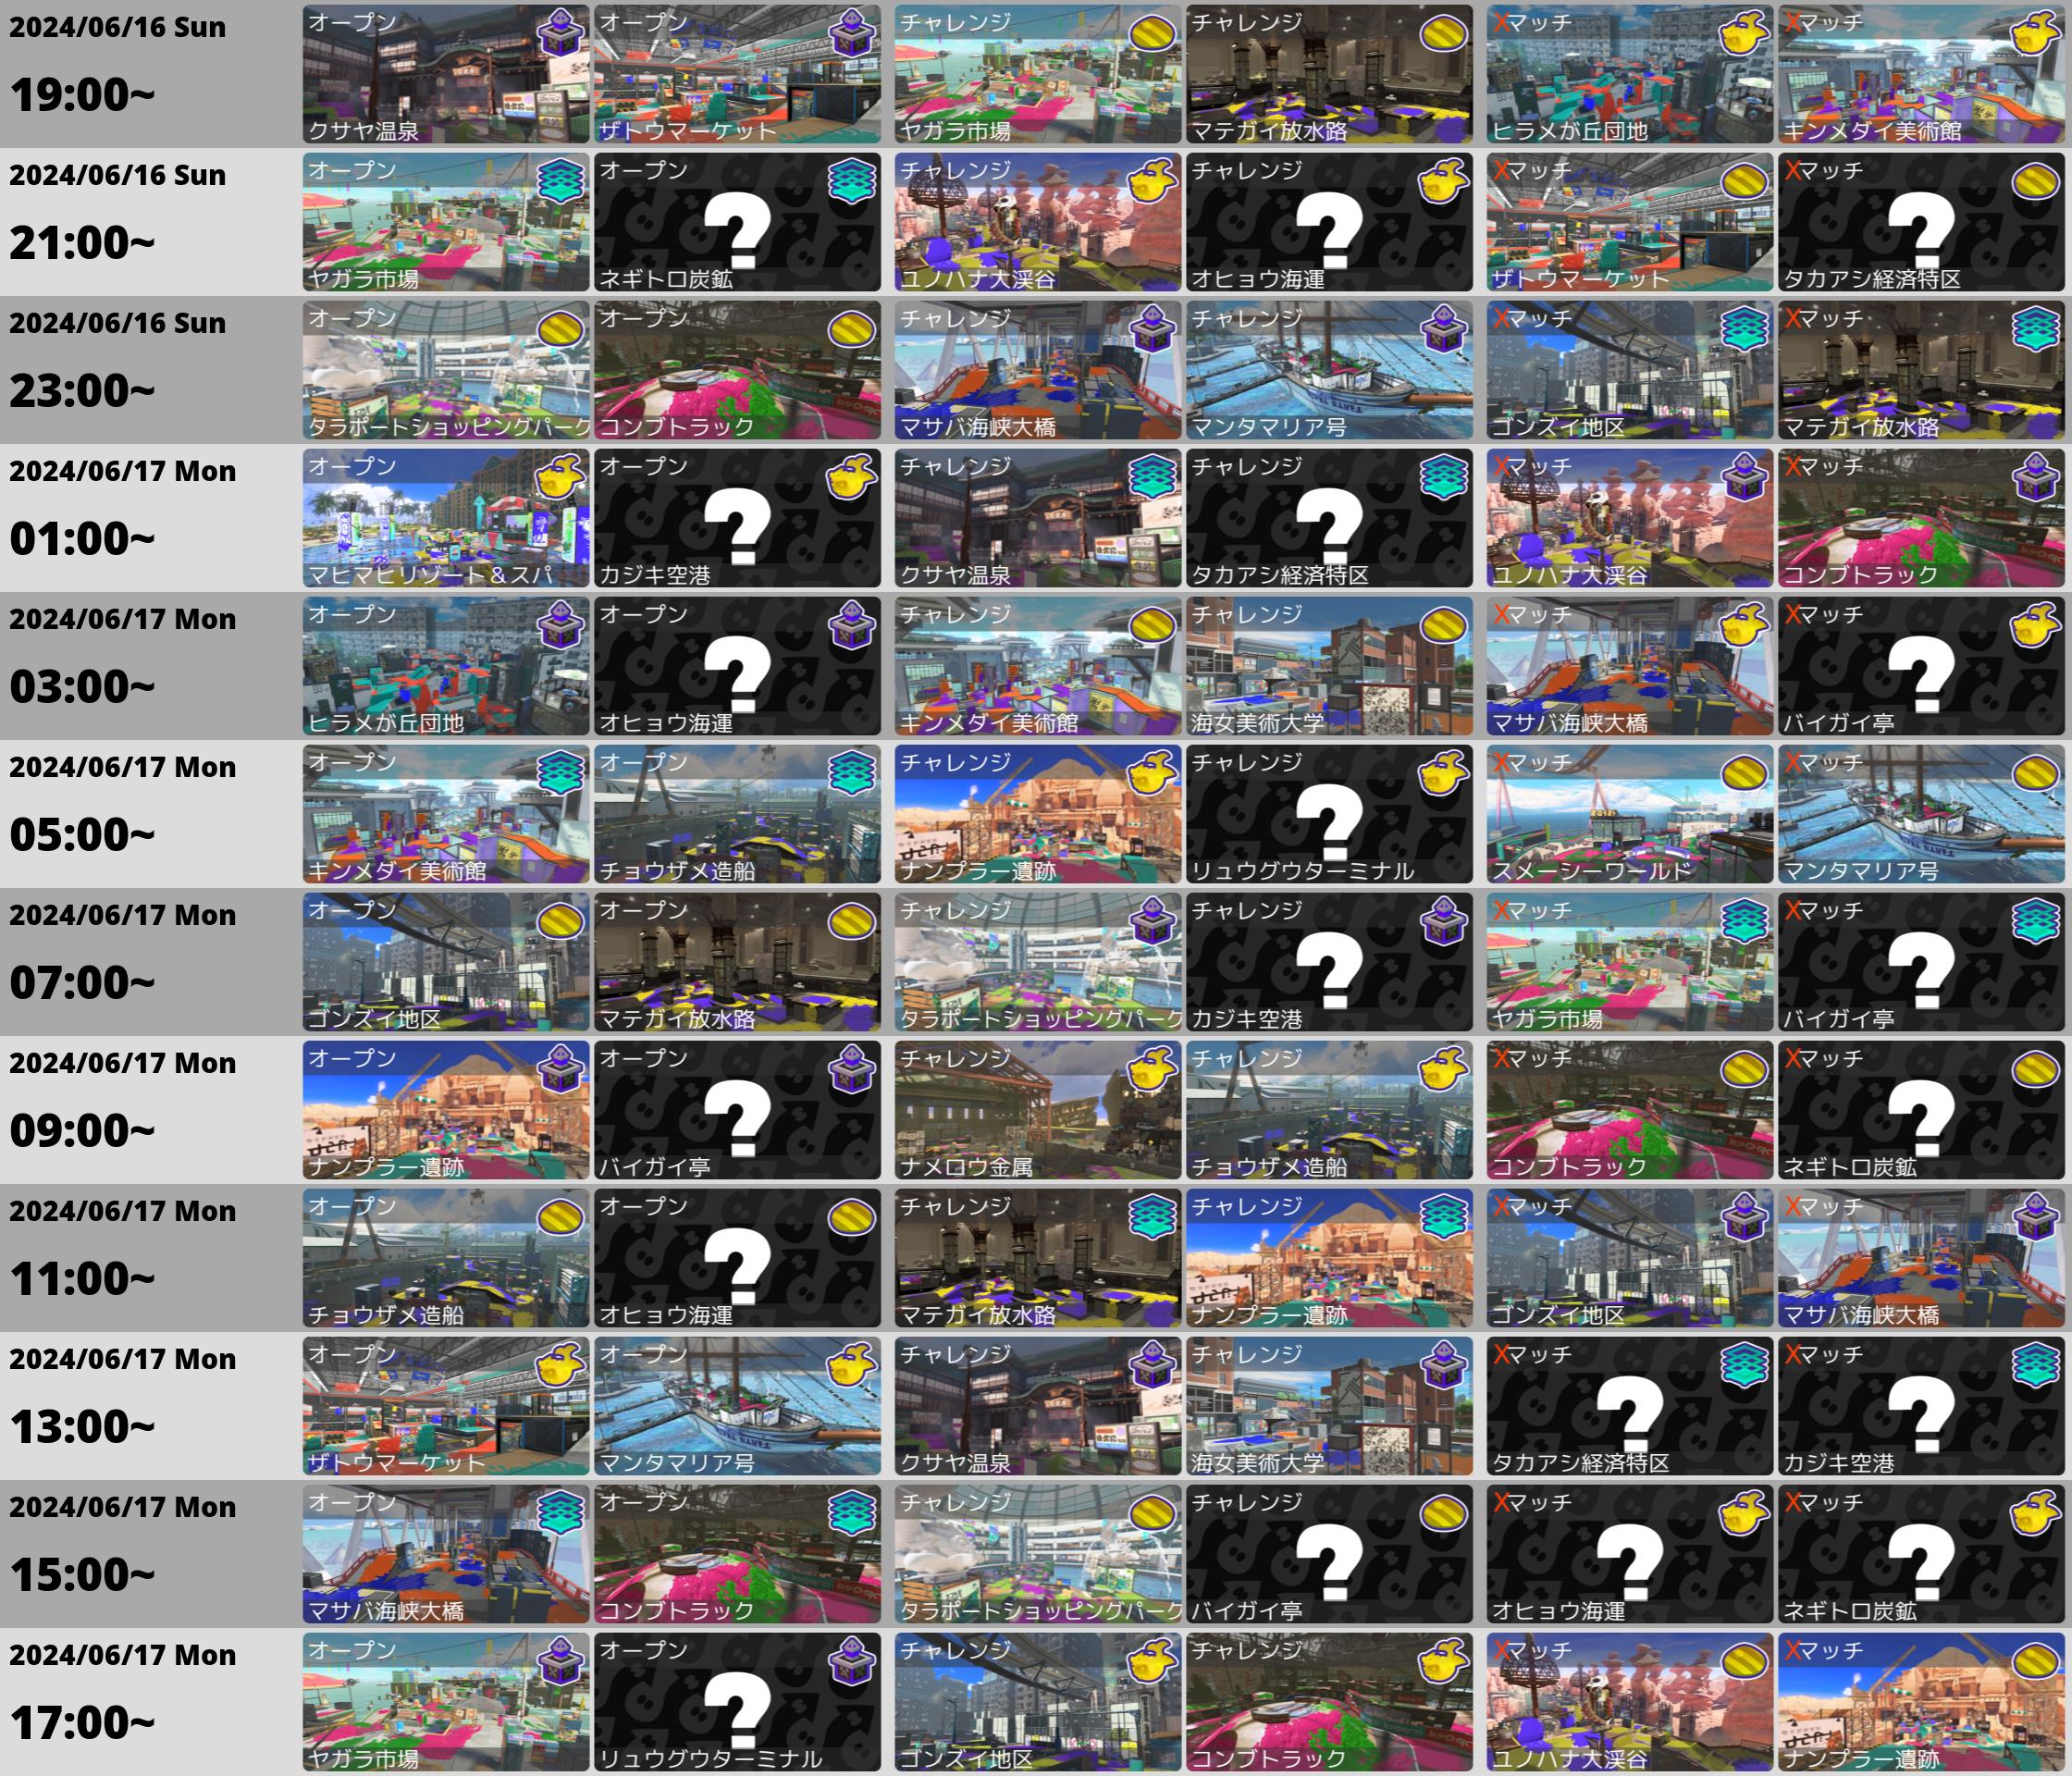 2024/06/16 Sun
19:00~
オープン オープン チャレンジ チャレンジ Xマッチ Xマッチ
クサヤ温泉 ザトウマーケット ヤガラ市場 マテガイ放水路 ヒラメが丘団地 キンメダイ美術館
2024/06/16 Sun
21:00~
オープン オープン チャレンジ チャレンジ Xマッチ Xマッチ
ヤガラ市場 ネギトロ炭鉱 ユノハナ大渓谷 オヒョウ海運 ザトウマーケット タカアシ経済特区
2024/06/16 Sun
23:00~
オープン オープン チャレンジ チャレンジ Xマッチ Xマッチ
タラポートショッピングパーク コンブトラック マサバ海峡大橋 マンタマリア号 ゴンズイ地区 マテガイ放水路
2024/06/17 Mon
01:00~
オープン オープン チャレンジ チャレンジ Xマッチ Xマッチ
マヒマヒリゾート＆スパ カジキ空港 クサヤ温泉 タカアシ経済特区 ユノハナ大渓谷 コンブトラック
2024/06/17 Mon
03:00~
オープン オープン チャレンジ チャレンジ Xマッチ Xマッチ
ヒラメが丘団地 オヒョウ海運 キンメダイ美術館 海女美術大学 マサバ海峡大橋 バイガイ亭
2024/06/17 Mon
05:00~
オープン オープン チャレンジ チャレンジ Xマッチ Xマッチ
キンメダイ美術館 チョウザメ造船 ナンプラー遺跡 リュウグウターミナル スメーシーワールド マンタマリア号
2024/06/17 Mon
07:00~
オープン オープン チャレンジ チャレンジ Xマッチ Xマッチ
ゴンズイ地区 マテガイ放水路 タラポートショッピングパーク カジキ空港 ヤガラ市場 バイガイ亭
2024/06/17 Mon
09:00~
オープン オープン チャレンジ チャレンジ Xマッチ Xマッチ
ナンプラー遺跡 バイガイ亭 ナメロウ金属 チョウザメ造船 コンブトラック ネギトロ炭鉱
2024/06/17 Mon
11:00~
オープン オープン チャレンジ チャレンジ Xマッチ Xマッチ
チョウザメ造船 オヒョウ海運 マテガイ放水路 ナンプラー遺跡 ゴンズイ地区 マサバ海峡大橋
2024/06/17 Mon
13:00~
オープン オープン チャレンジ チャレンジ Xマッチ Xマッチ
ザトウマーケット マンタマリア号 クサヤ温泉 海女美術大学 タカアシ経済特区 カジキ空港
2024/06/17 Mon
15:00~
オープン オープン チャレンジ チャレンジ Xマッチ Xマッチ
マサバ海峡大橋 コンブトラック タラポートショッピングパーク バイガイ亭 オヒョウ海運 ネギトロ炭鉱
2024/06/17 Mon
17:00~
オープン オープン チャレンジ チャレンジ Xマッチ Xマッチ
ヤガラ市場 リュウグウターミナル ゴンズイ地区 コンブトラック ユノハナ大渓谷 ナンプラー遺跡